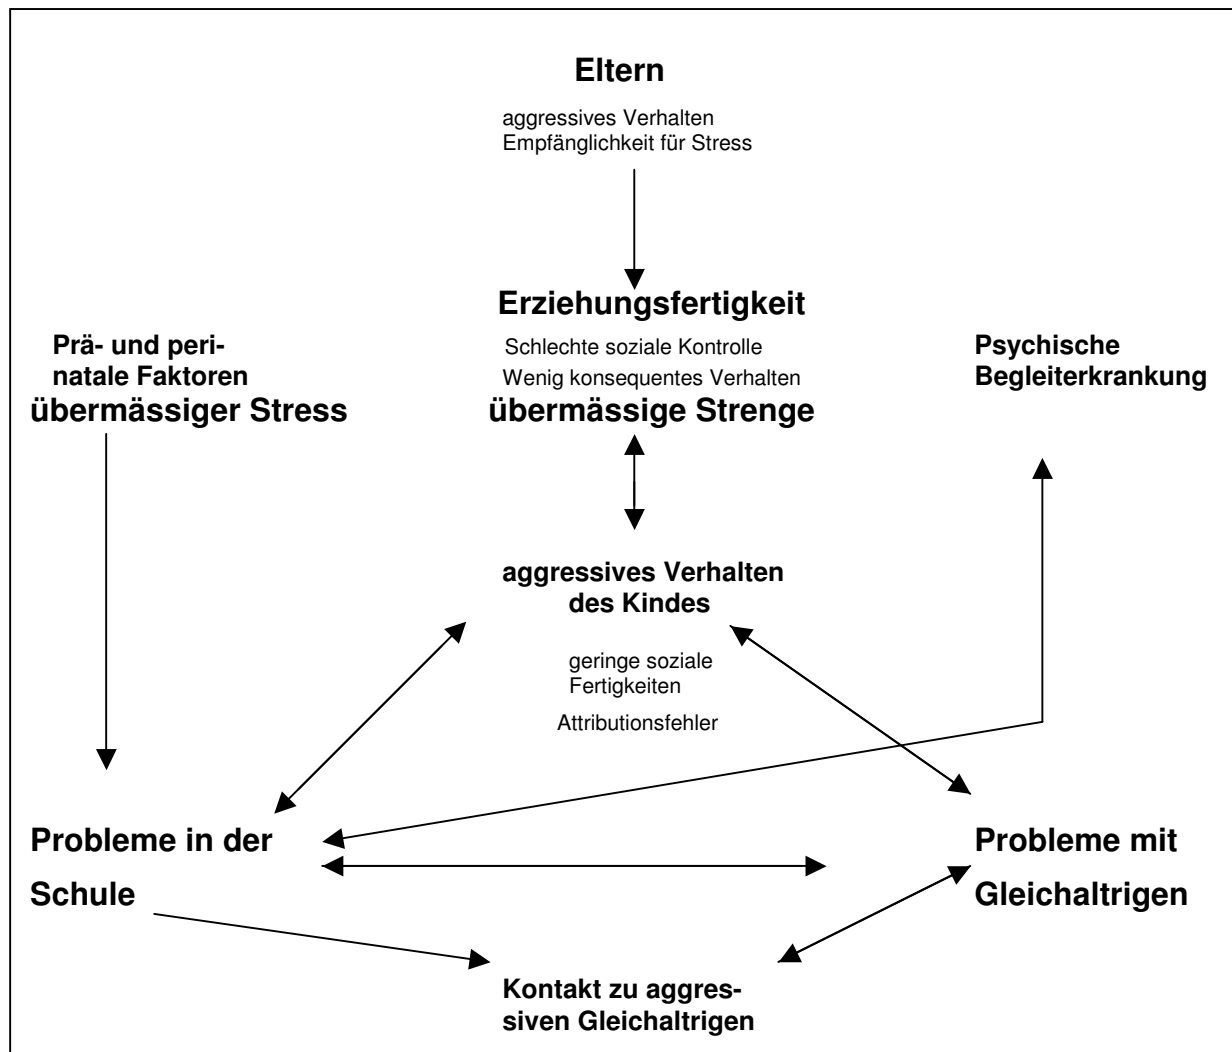 Eltern
aggressives Verhalten
Empfänglichkeit für Stress
Erziehungsfertigkeit
Schlechte soziale Kontrolle
Wenig konsequentes Verhalten
übermässige Strenge
Prä- und peri-
natale Faktoren
übermässiger Stress
Psychische
Begleiterkrankung
aggressives Verhalten
des Kindes
geringe soziale
Fertigkeiten
Attributionsfehler
Probleme in der
Schule
Probleme mit
Gleichaltrigen
Kontakt zu aggres-
siven Gleichaltrigen